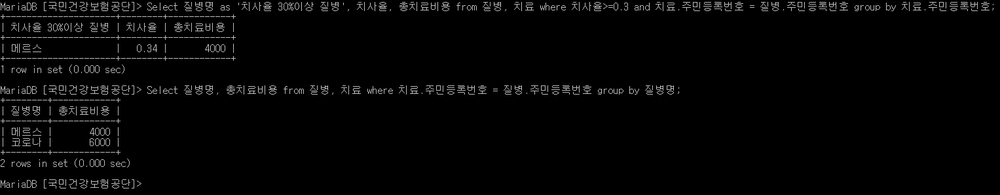 MariaDB [국민건강보험공단]> Select 질병명 as '치사율 30%이상 질병', 치사율, 총치료비용 from 질병, 치료 where 치사율>=0.3 and 치료.주민등록번호 = 질병.주민등록번호 group by 치료.주민등록번호;
+---------------------+--------+------------+
| 치사율 30%이상 질병 | 치사율 | 총치료비용 |
+---------------------+--------+------------+
| 메르스              |   0.34 |       4000 |
+---------------------+--------+------------+
1 row in set (0.000 sec)
MariaDB [국민건강보험공단]> Select 질병명, 총치료비용 from 질병, 치료 where 치료.주민등록번호 = 질병.주민등록번호 group by 질병명;
+--------+------------+
| 질병명 | 총치료비용 |
+--------+------------+
| 메르스 |       4000 |
| 코로나 |       6000 |
+--------+------------+
2 rows in set (0.000 sec)
MariaDB [국민건강보험공단]>